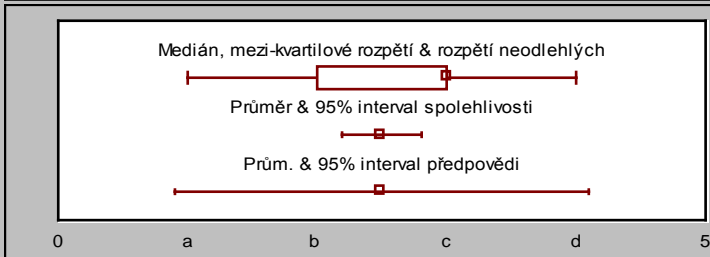 Medián, mezi-kvartilové rozpětí & rozpětí neodlehlých
Průměr & 95% interval spolehlivosti
Prům. & 95% interval předpovědi
0 a b c d 5